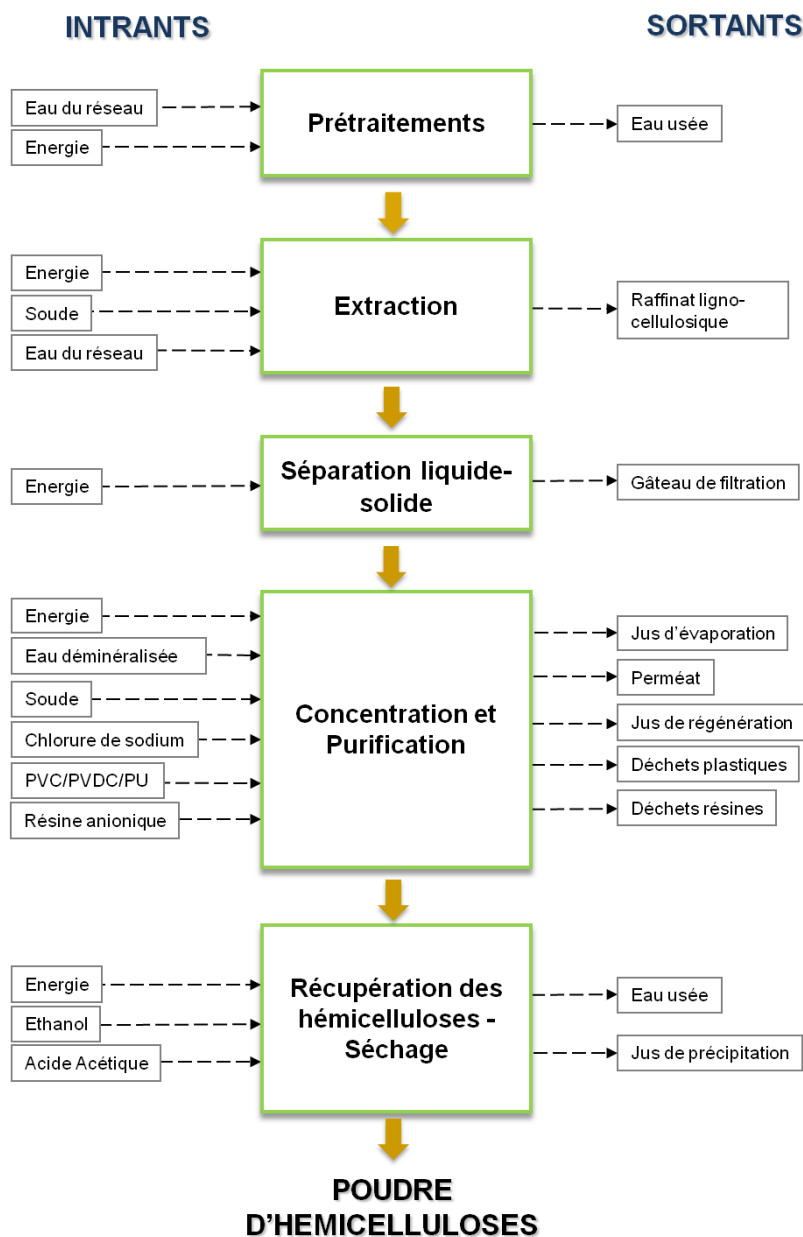 INTRANTS
SORTANTS
Eau du réseau
Energie
Prétraitements
Eau usée
Energie
Soude
Eau du réseau
Extraction
Raffinat ligno-
cellulosique
Energie
Séparation liquide-
solide
Gâteau de filtration
Energie
Eau déminéralisée
Soude
Chlorure de sodium
PVC/PVDC/PU
Résine anionique
Concentration et
Purification
Jus d'évaporation
Perméat
Jus de régénération
Déchets plastiques
Déchets résines
Energie
Ethanol
Acide Acétique
Récupération des
hémicelluloses -
Séchage
Eau usée
Jus de précipitation
POUDRE
D'HEMICELLULOSES